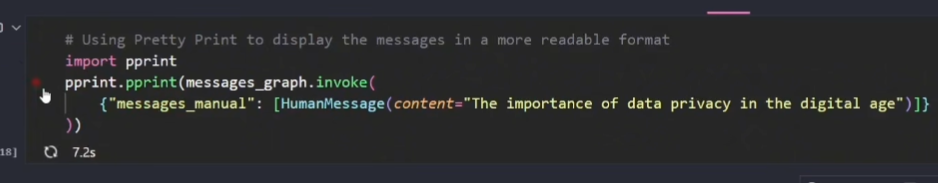 # Using Pretty Print to display the messages in a more readable format
import pprint
pprint.pprint(messages_graph.invoke(
    {"messages_manual": [HumanMessage(content="The importance of data privacy in the digital age")]}
))
18] 7.2s